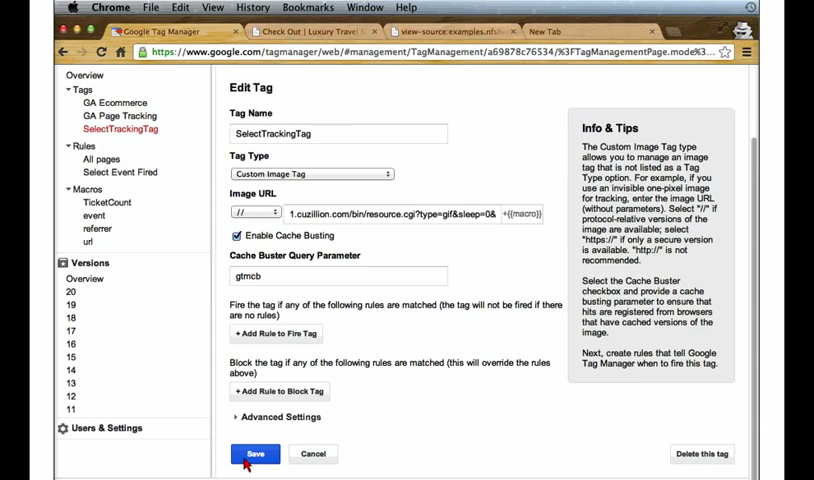 Chrome File Edit View History Bookmarks Window Help
Google Tag Manager
Check Out | Luxury Travel S
view-source:examples.nfsh
New Tab
https://www.google.com/tagmanager/web/#management/TagManagement/a69878c76534/%3FTagManagementPage.mode%3...
Overview
Tags
GA Ecommerce
GA Page Tracking
SelectTrackingTag
Rules
All pages
Select Event Fired
Macros
TicketCount
event
referrer
url
Versions
Overview
20
19
18
17
16
15
14
13
12
11
Users & Settings
Edit Tag
Tag Name
SelectTrackingTag
Tag Type
Custom Image Tag
Image URL
//
1.cuzillion.com/bin/resource.cgi?type=gif&sleep=0&
+{{macro}}
Enable Cache Busting
Cache Buster Query Parameter
gtmcb
Fire the tag if any of the following rules are matched (the tag will not be fired if there
are no rules)
+ Add Rule to Fire Tag
Block the tag if any of the following rules are matched (this will override the rules
above)
+ Add Rule to Block Tag
Advanced Settings
Save
Cancel
Delete this tag
Info & Tips
The Custom Image Tag type
allows you to manage an image
tag that is not listed as a Tag
Type option. For example, if you
use an invisible one-pixel image
for tracking, enter the image URL
(without parameters). Select "//" if
protocol-relative versions of the
image are available; select
"https://" if only a secure version
is available. "http://" is not
recommended.
Select the Cache Buster
checkbox and provide a cache
busting parameter to ensure that
hits are registered from browsers
that have cached versions of the
image.
Next, create rules that tell Google
Tag Manager when to fire this tag.